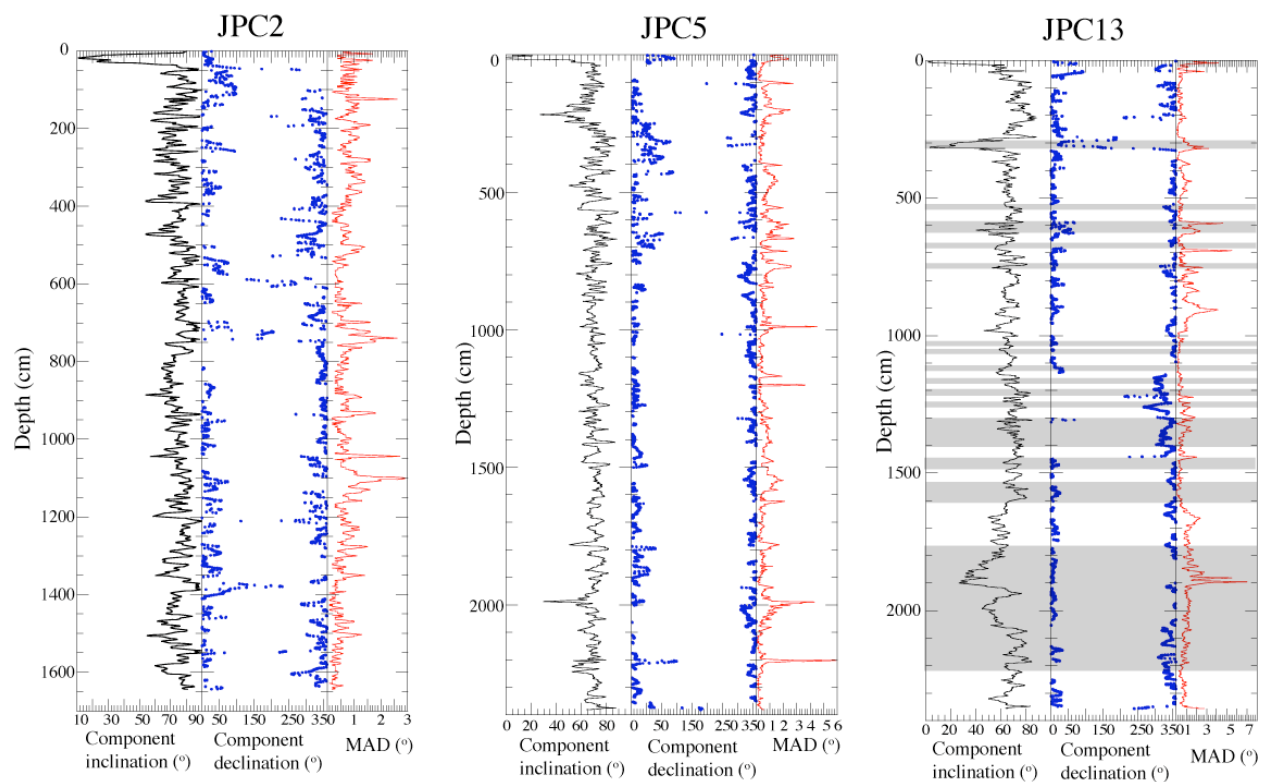 JPC2
JPC5
JPC13
0
200
400
600
800
1000
1200
1400
1600
Depth (cm)
10 30 50 70 90 50 150 250 350 1 2 3
Component
inclination (°)
Component
declination (°)
MAD (°)
0
500
1000
1500
2000
Depth (cm)
0 20 40 60 80 0 50 150 250 350 0 1 2 3 4 5 6
Component
inclination (°)
Component
declination (°)
MAD (°)
0
500
1000
1500
2000
Depth (cm)
0 20 40 60 80 0 50 150 250 350 1 3 5 7
Component
inclination (°)
Component
declination (°)
MAD (°)